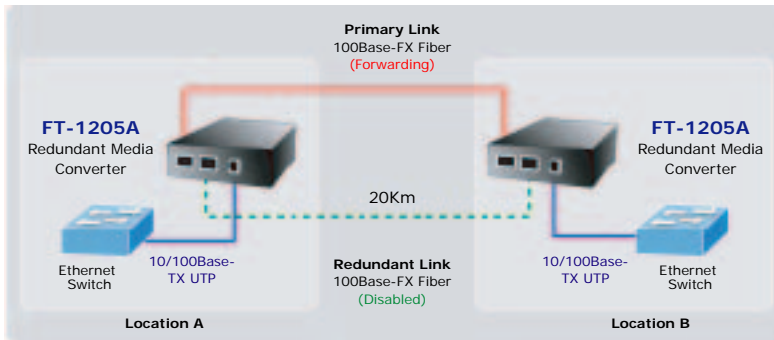 Primary Link
100Base-FX Fiber
(Forwarding)
FT-1205A
Redundant Media
Converter
FT-1205A
Redundant Media
Converter
20Km
Ethernet
Switch
10/100Base-
TX UTP
Redundant Link
100Base-FX Fiber
(Disabled)
10/100Base-
TX UTP
Ethernet
Switch
Location A
Location B